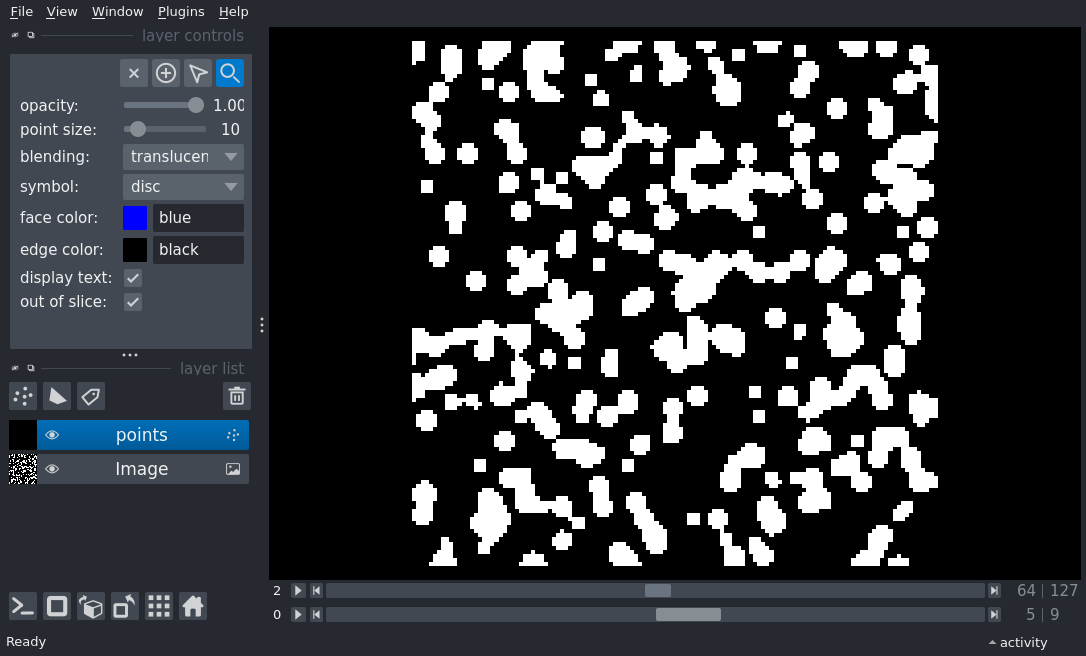 File View Window Plugins Help
layer controls
opacity: 1.00
point size: 10
blending: translucen
symbol: disc
face color: blue
edge color: black
display text:
out of slice:
layer list
points
Image
2 64 127
0 5 9
Ready activity